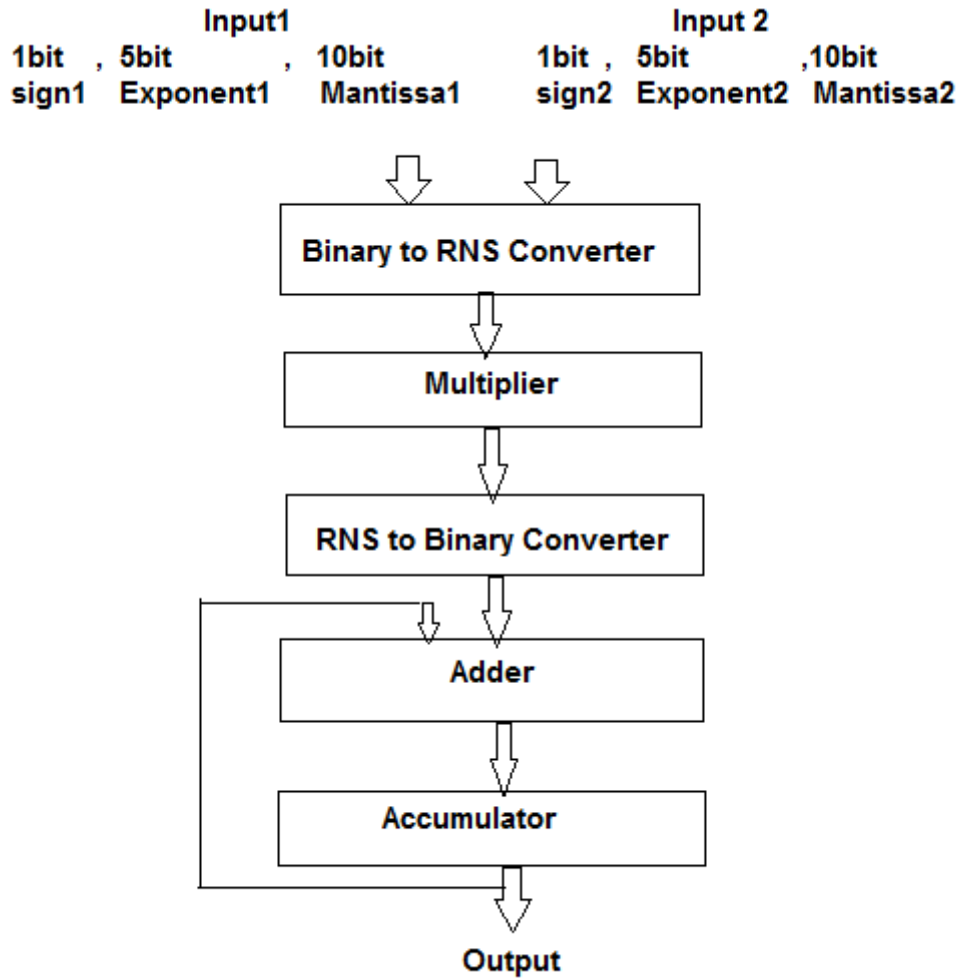 Input1 Input 2
1bit , 5bit , 10bit 1bit , 5bit ,10bit
sign1 Exponent1 Mantissa1 sign2 Exponent2 Mantissa2
Binary to RNS Converter
Multiplier
RNS to Binary Converter
Adder
Accumulator
Output